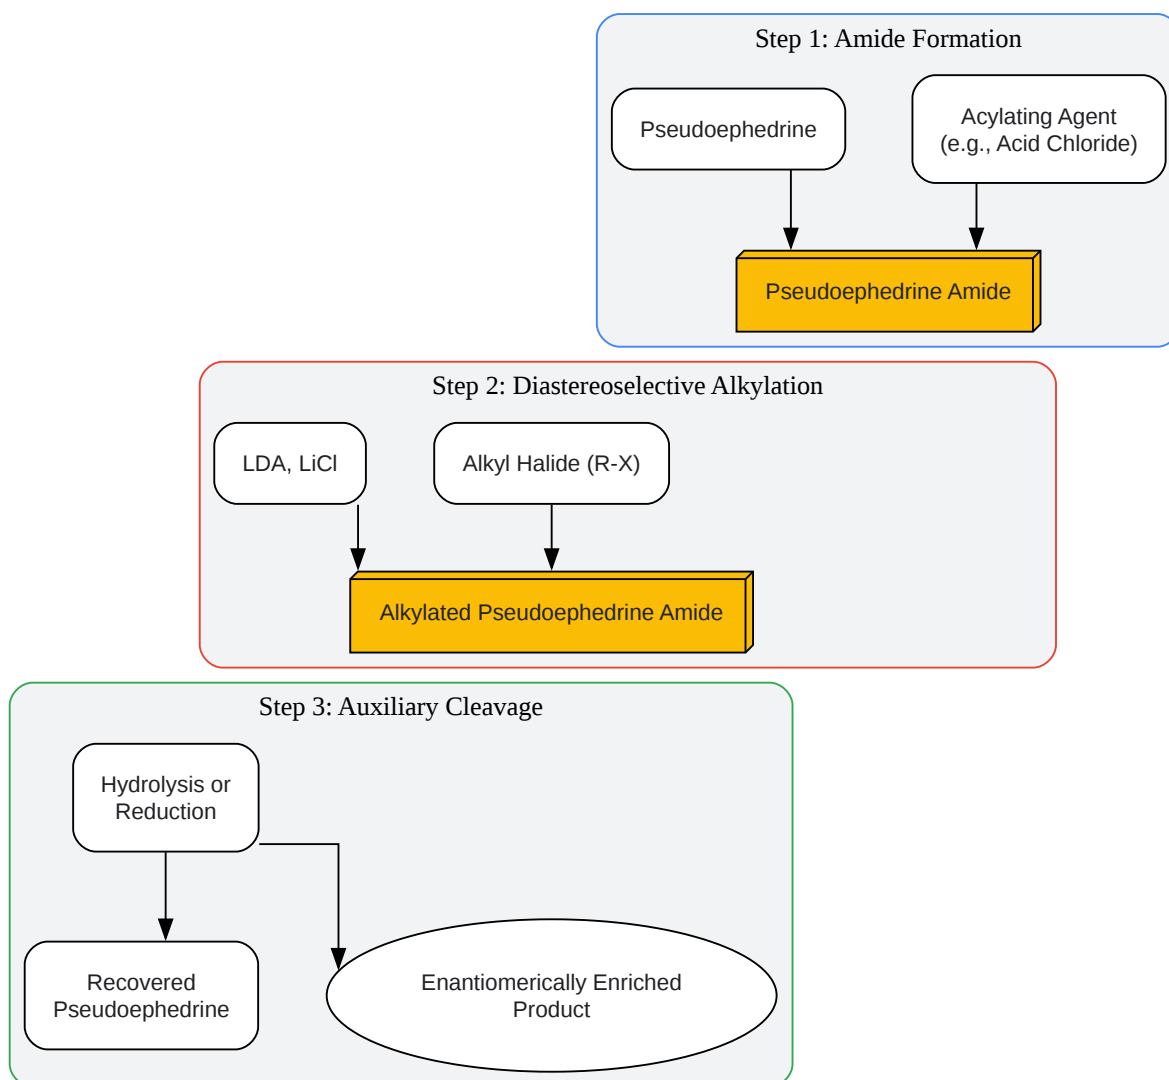 Step 1: Amide Formation
Pseudoephedrine
Acylating Agent
(e.g., Acid Chloride)
Pseudoephedrine Amide
Step 2: Diastereoselective Alkylation
LDA, LiCl
Alkyl Halide (R-X)
Alkylated Pseudoephedrine Amide
Step 3: Auxiliary Cleavage
Hydrolysis or
Reduction
Recovered
Pseudoephedrine
Enantiomerically Enriched
Product